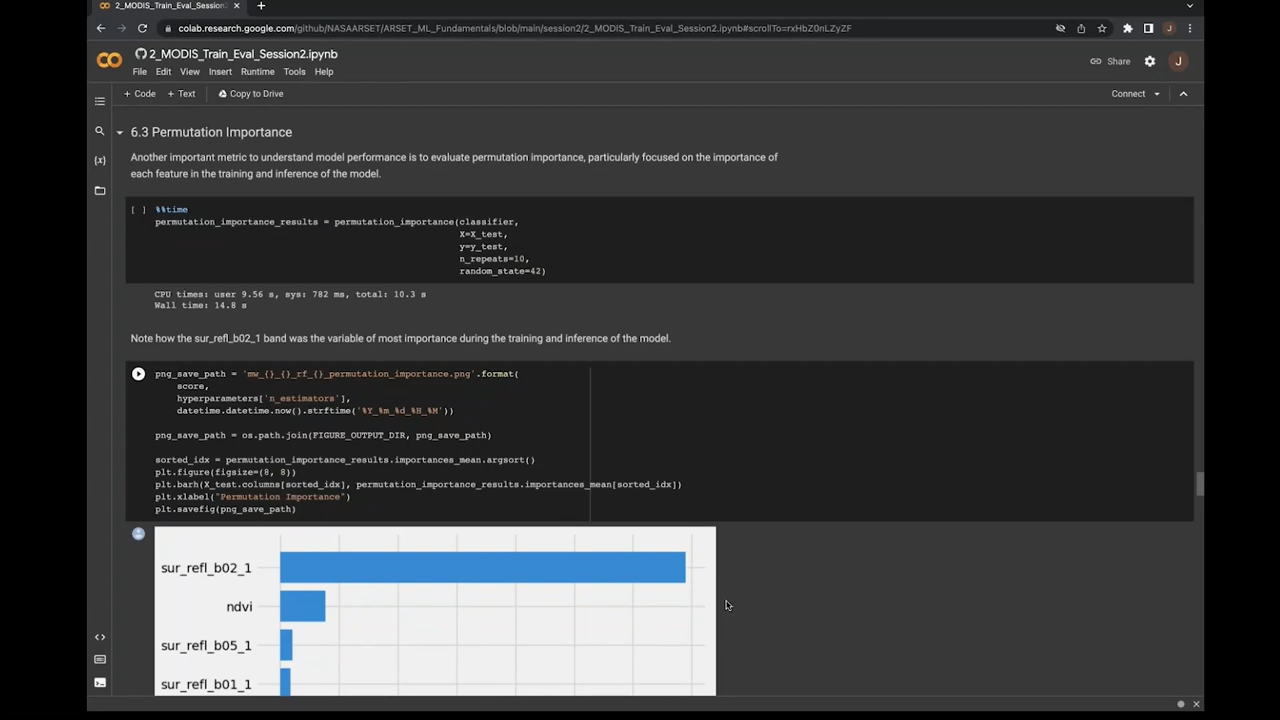 2_MODIS_Train_Eval_Session2
colab.research.google.com/github/NASAARSET/ARSET_ML_Fundamentals/blob/main/session2/2_MODIS_Train_Eval_Session2.ipynb#scrollTo=rxHbZ0nLZyZF
J
2_MODIS_Train_Eval_Session2.ipynb
Share
J
File Edit View Insert Runtime Tools Help
+ Code + Text Copy to Drive
Connect
6.3 Permutation Importance
Another important metric to understand model performance is to evaluate permutation importance, particularly focused on the importance of
each feature in the training and inference of the model.
[ ] %%time
permutation_importance_results = permutation_importance(classifier,
X=X_test,
y=y_test,
n_repeats=10,
random_state=42)
CPU times: user 9.56 s, sys: 782 ms, total: 10.3 s
Wall time: 14.8 s
Note how the sur_refl_b02_1 band was the variable of most importance during the training and inference of the model.
png_save_path = 'mw_{}_{}_rf_{}_permutation_importance.png'.format(
score,
hyperparameters['n_estimators'],
datetime.datetime.now().strftime('%Y_%m_%d_%H_%M'))
png_save_path = os.path.join(FIGURE_OUTPUT_DIR, png_save_path)
sorted_idx = permutation_importance_results.importances_mean.argsort()
plt.figure(figsize=(8, 8))
plt.barh(X_test.columns[sorted_idx], permutation_importance_results.importances_mean[sorted_idx])
plt.xlabel("Permutation Importance")
plt.savefig(png_save_path)
sur_refl_b02_1
ndvi
sur_refl_b05_1
sur_refl_b01_1